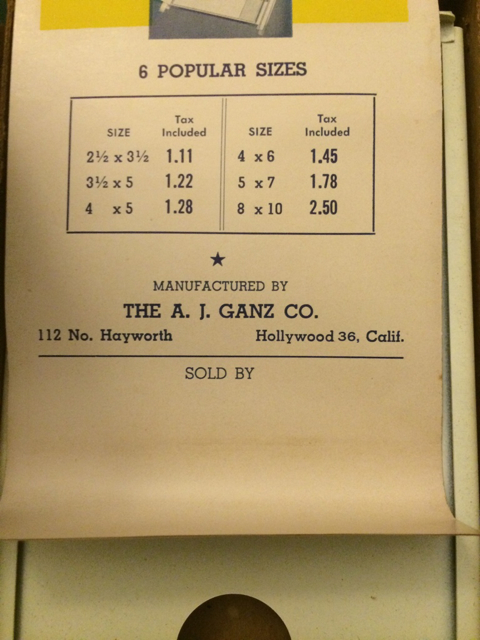 6 POPULAR SIZES
SIZE Tax Included SIZE Tax Included
2½ x 3½ 1.11 4 x 6 1.45
3½ x 5 1.22 5 x 7 1.78
4 x 5 1.28 8 x 10 2.50
MANUFACTURED BY
THE A. J. GANZ CO.
112 No. Hayworth Hollywood 36, Calif.
SOLD BY